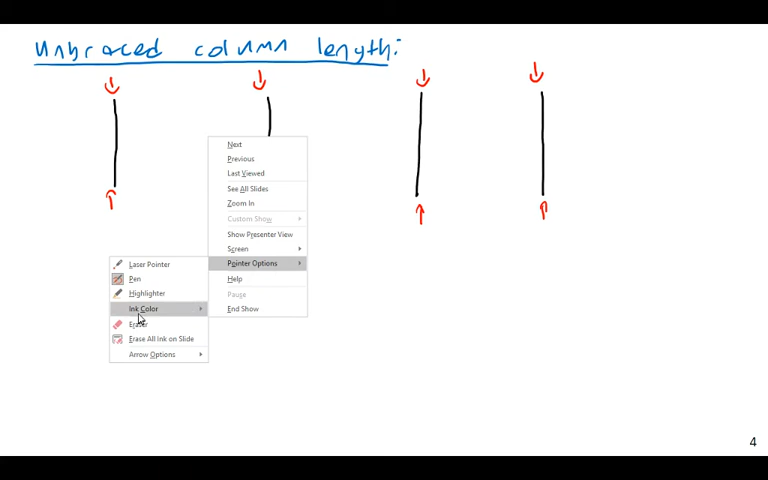 unbraced column length:
Next
Previous
Last Viewed
See All Slides
Zoom In
Custom Show
Show Presenter View
Screen
Pointer Options
Help
Pause
End Show
Laser Pointer
Pen
Highlighter
Ink Color
Eraser
Erase All Ink on Slide
Arrow Options
4